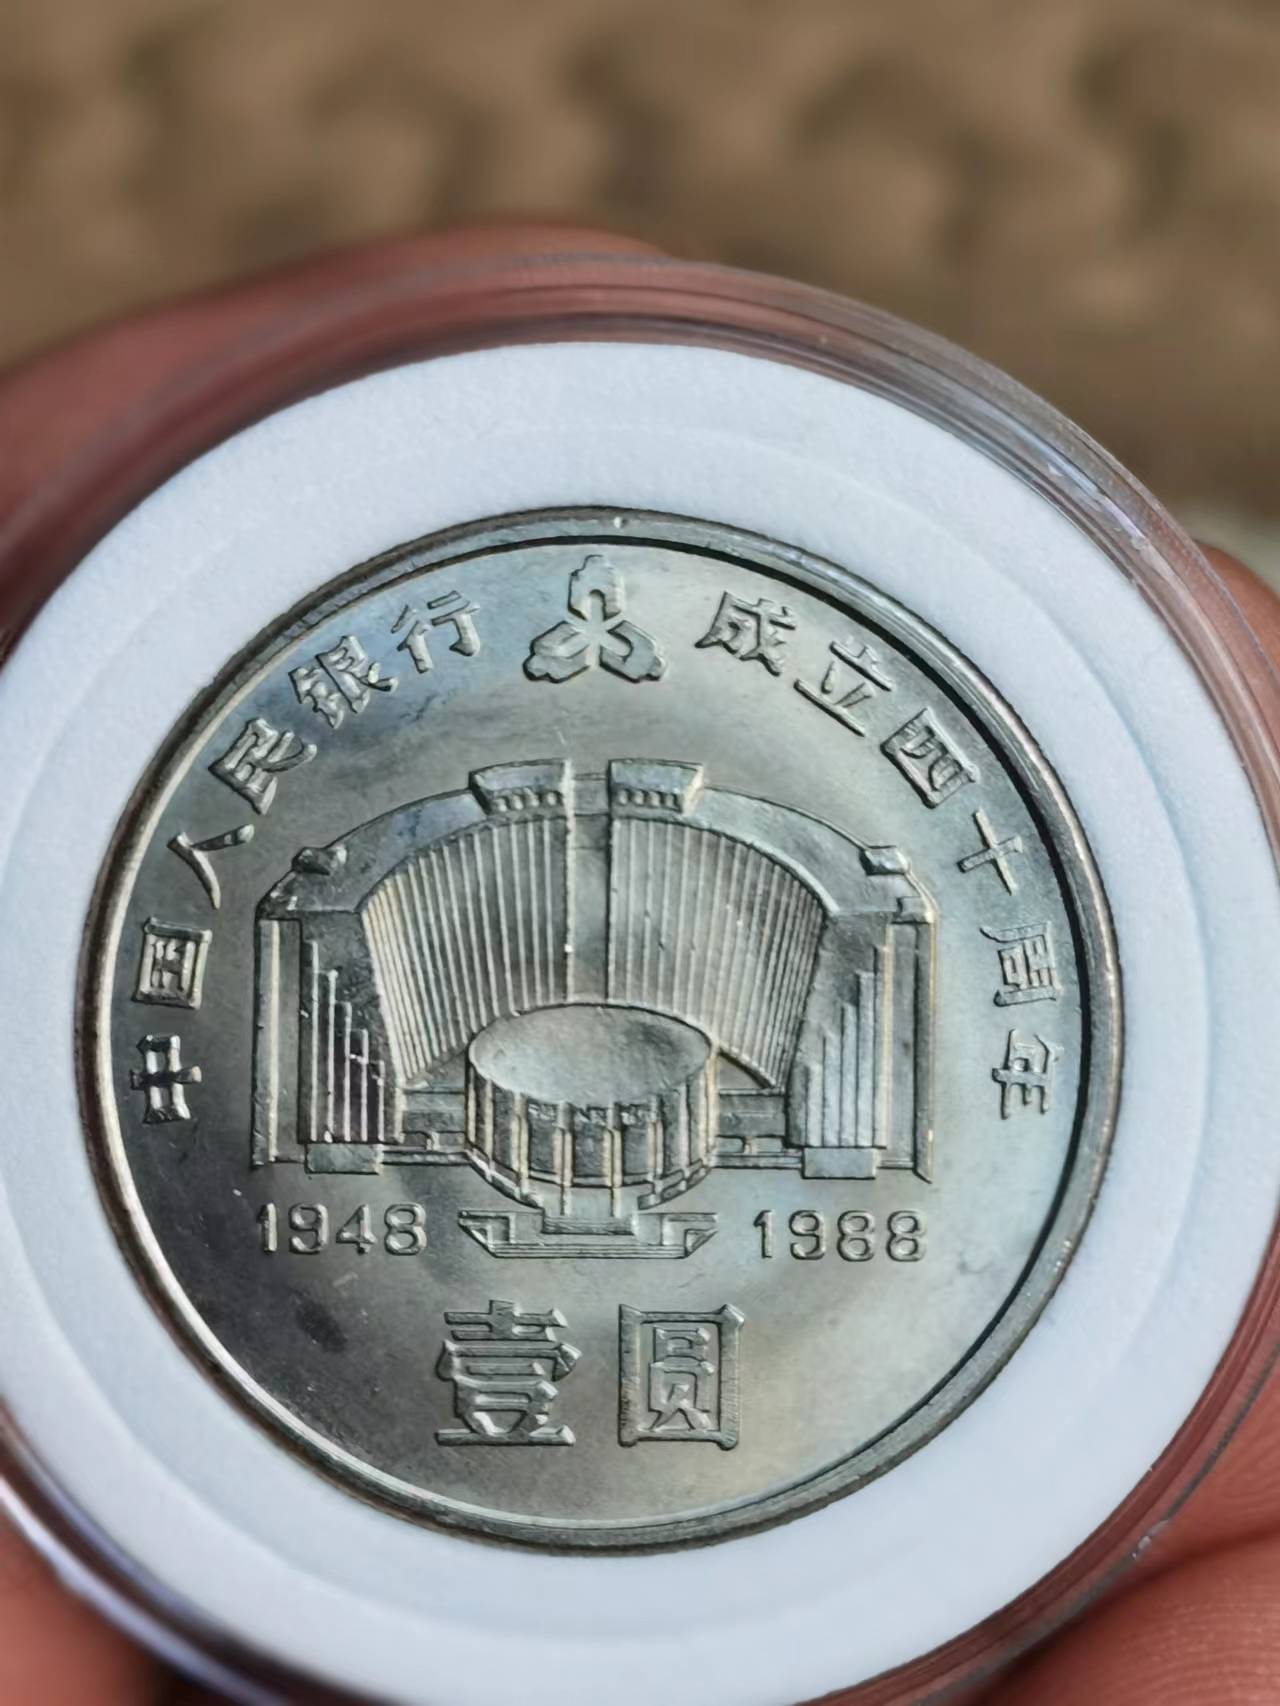 中国人民银行
成立四十周年
1948
1988
壹圆